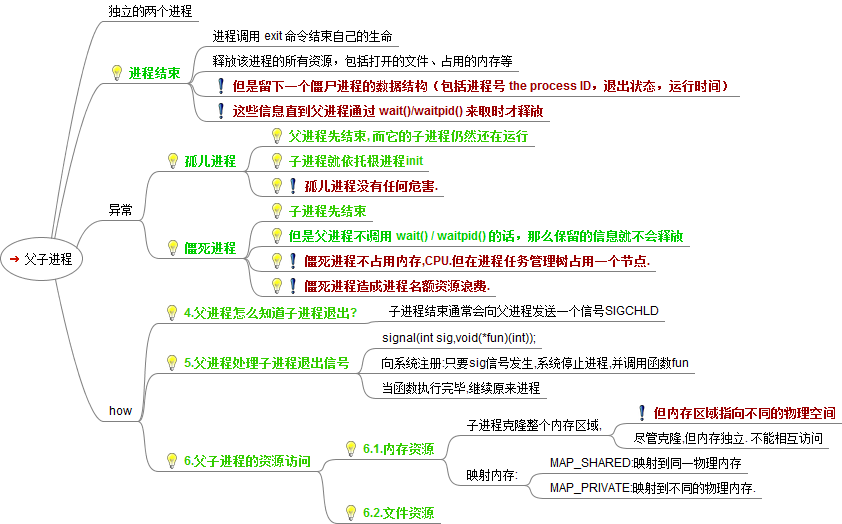 父子进程
独立的两个进程
进程结束
进程调用 exit 命令结束自己的生命
释放该进程的所有资源，包括打开的文件、占用的内存等
但是留下一个僵尸进程的数据结构（包括进程号 the process ID，退出状态，运行时间）
这些信息直到父进程通过 wait()/waitpid() 来取时才释放
异常
孤儿进程
父进程先结束,而它的子进程仍然还在运行
子进程就依托根进程init
孤儿进程没有任何危害.
僵死进程
子进程先结束
但是父进程不调用 wait() / waitpid() 的话，那么保留的信息就不会释放
僵死进程不占用内存,CPU.但在进程任务管理树占用一个节点.
僵死进程造成进程名额资源浪费.
how
4.父进程怎么知道子进程退出?
子进程结束通常会向父进程发送一个信号SIGCHLD
5.父进程处理子进程退出信号
signal(int sig,void(*fun)(int));
向系统注册:只要sig信号发生,系统停止进程,并调用函数fun
当函数执行完毕,继续原来进程
6.父子进程的资源访问
6.1.内存资源
子进程克隆整个内存区域,
但内存区域指向不同的物理空间
尽管克隆,但内存独立. 不能相互访问
映射内存:
MAP_SHARED:映射到同一物理内存
MAP_PRIVATE:映射到不同的物理内存.
6.2.文件资源